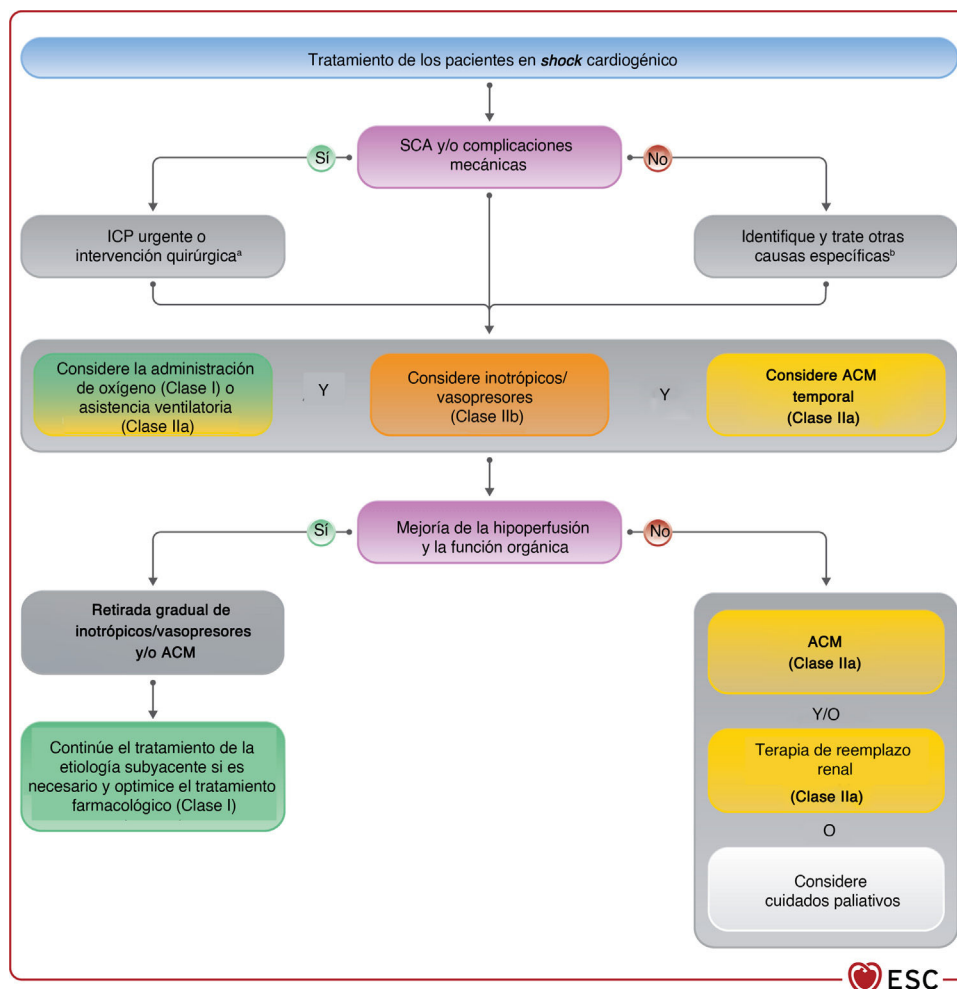 Tratamiento de los pacientes en shock cardiogénico
SCA y/o complicaciones
mecánicas
Sí
No
ICP urgente o
intervención quirúrgicaᵃ
Identifique y trate otras
causas específicasᵇ
Considere la administración
de oxígeno (Clase I) o
asistencia ventilatoria
(Clase IIa)
Y
Considere inotrópicos/
vasopresores
(Clase IIb)
Y
Considere ACM
temporal
(Clase IIa)
Mejoría de la hipoperfusión
y la función orgánica
Sí
No
Retirada gradual de
inotrópicos/vasopresores
y/o ACM
Continúe el tratamiento de la
etiología subyacente si es
necesario y optimice el tratamiento
farmacológico (Clase I)
ACM
(Clase IIa)
Y/O
Terapia de reemplazo
renal
(Clase IIa)
O
Considere
cuidados paliativos
ESC